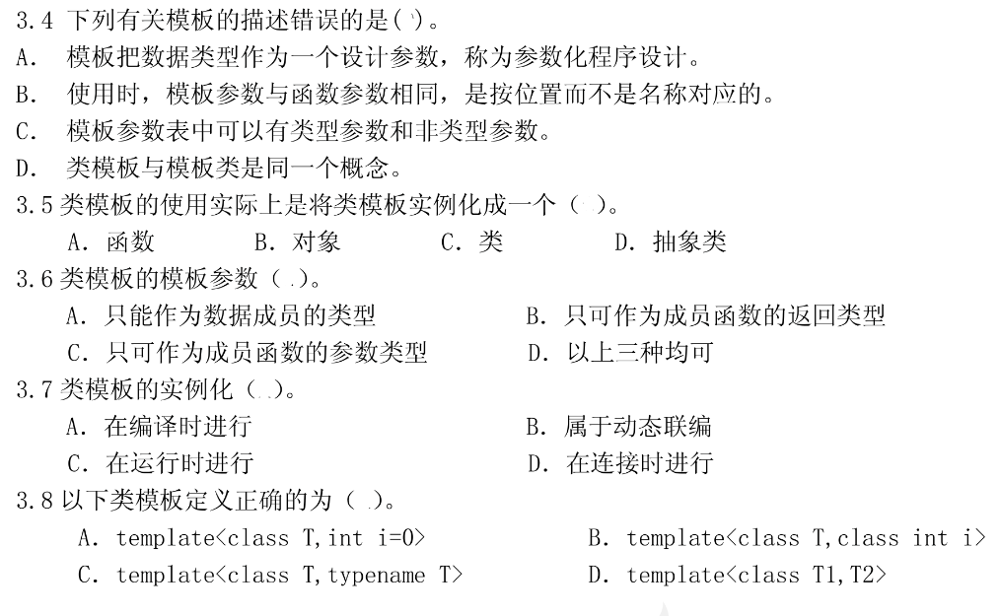 3.4 下列有关模板的描述错误的是( )。
A. 模板把数据类型作为一个设计参数，称为参数化程序设计。
B. 使用时，模板参数与函数参数相同，是按位置而不是名称对应的。
C. 模板参数表中可以有类型参数和非类型参数。
D. 类模板与模板类是同一个概念。
3.5 类模板的使用实际上是将类模板实例化成一个（ ）。
A. 函数 B. 对象 C. 类 D. 抽象类
3.6 类模板的模板参数（ ）。
A. 只能作为数据成员的类型 B. 只可作为成员函数的返回类型
C. 只可作为成员函数的参数类型 D. 以上三种均可
3.7 类模板的实例化（ ）。
A. 在编译时进行 B. 属于动态联编
C. 在运行时进行 D. 在连接时进行
3.8 以下类模板定义正确的为（ ）。
A. template<class T,int i=0> B. template<class T,class int i>
C. template<class T,typename T> D. template<class T1,T2>